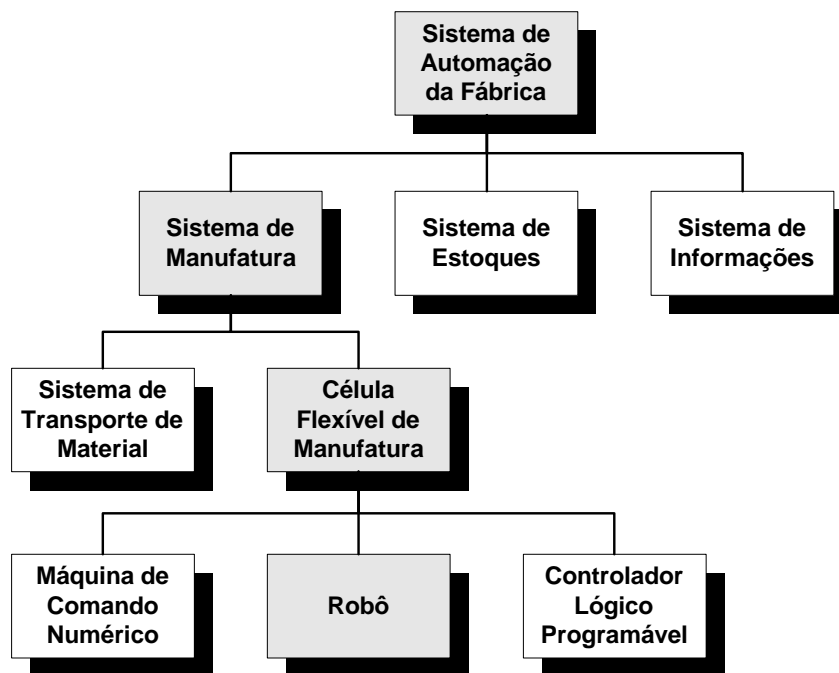 Sistema de
Automação
da Fábrica
Sistema de
Manufatura
Sistema de
Estoques
Sistema de
Informações
Sistema de
Transporte de
Material
Célula
Flexível de
Manufatura
Máquina de
Comando
Numérico
Robô
Controlador
Lógico
Programável